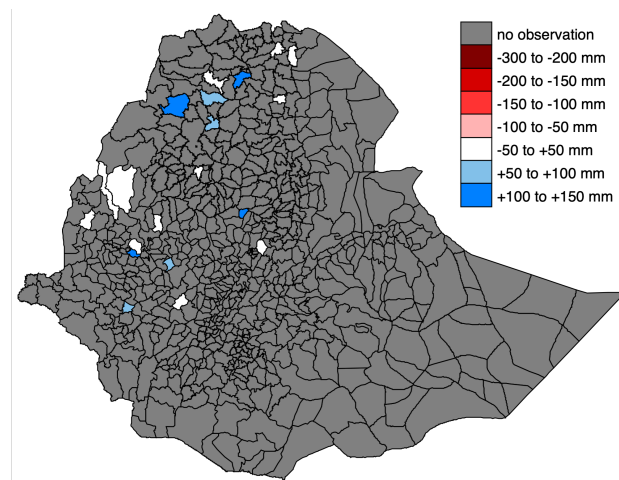 no observation
-300 to -200 mm
-200 to -150 mm
-150 to -100 mm
-100 to -50 mm
-50 to +50 mm
+50 to +100 mm
+100 to +150 mm